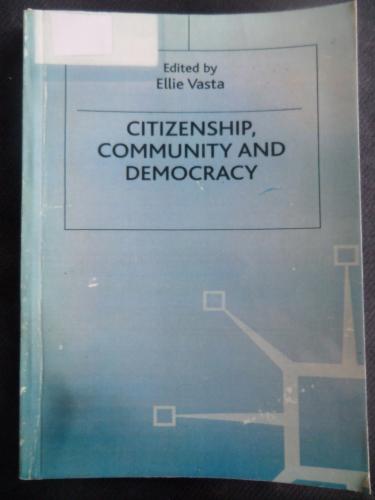 Edited by
Ellie Vasta
CITIZENSHIP,
COMMUNITY AND
DEMOCRACY